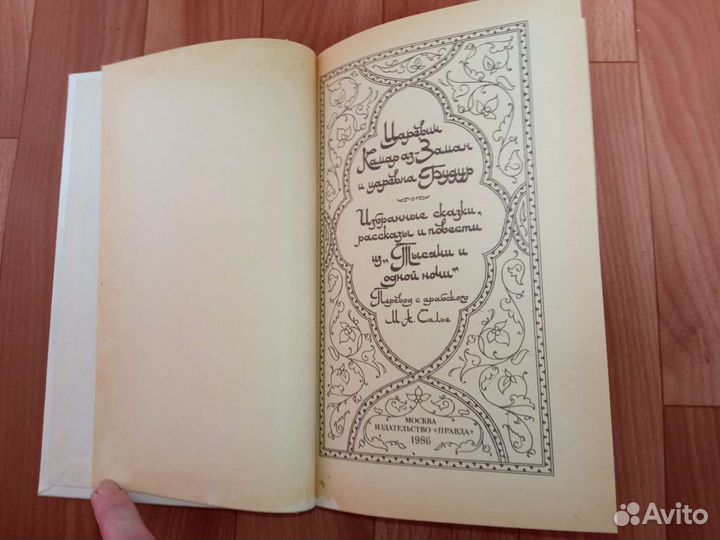 Царевич
Камар аз-Заман
и царевна Будур
Избранные сказки,
рассказы и повести
из „Тысячи и
одной ночи“
Перевод с арабского
М. А. Салье
МОСКВА
ИЗДАТЕЛЬСТВО «ПРАВДА»
1986
Avito